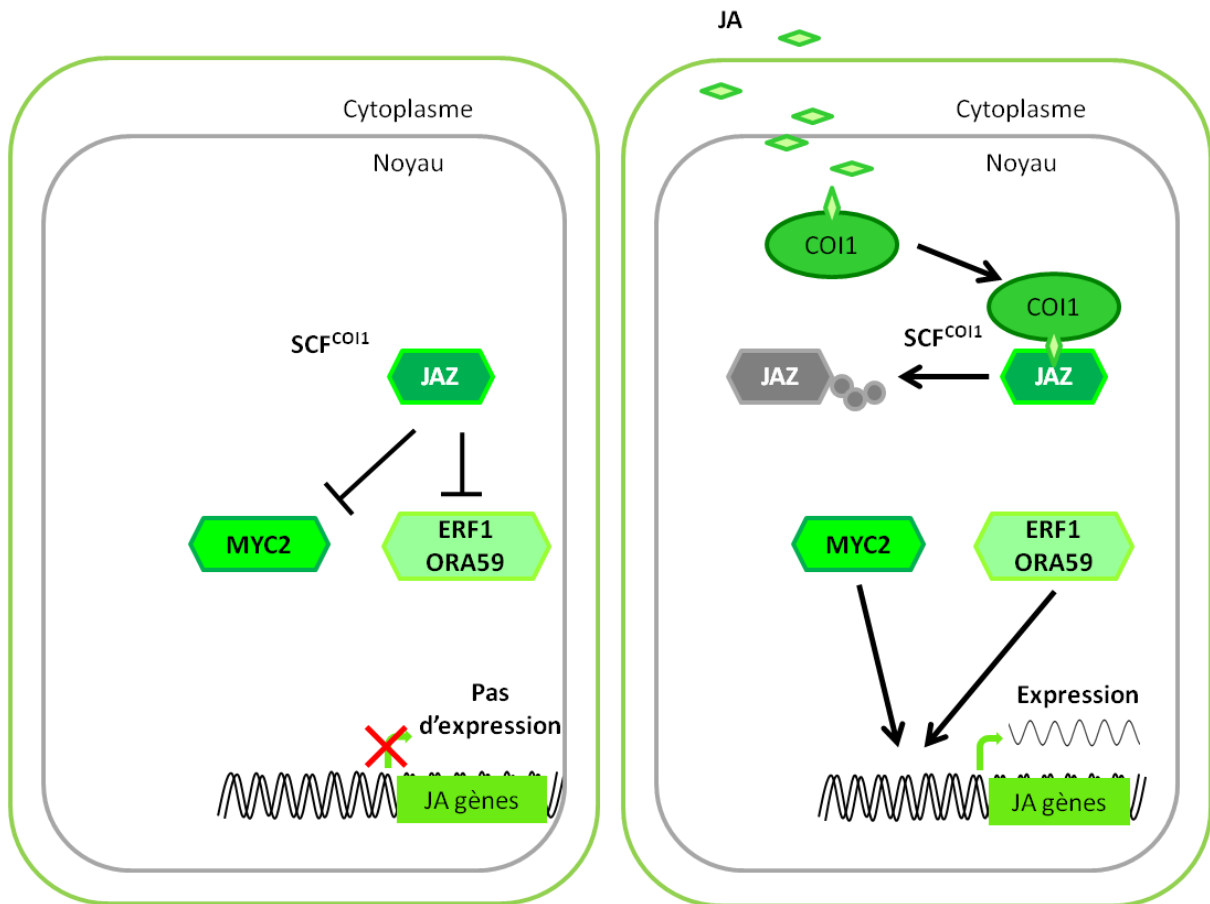 Cytoplasme
Noyau
SCF^COI1
JAZ
MYC2
ERF1
ORA59
Pas
d'expression
JA gènes
JA
Cytoplasme
Noyau
COI1
COI1
SCF^COI1
JAZ
JAZ
MYC2
ERF1
ORA59
Expression
JA gènes